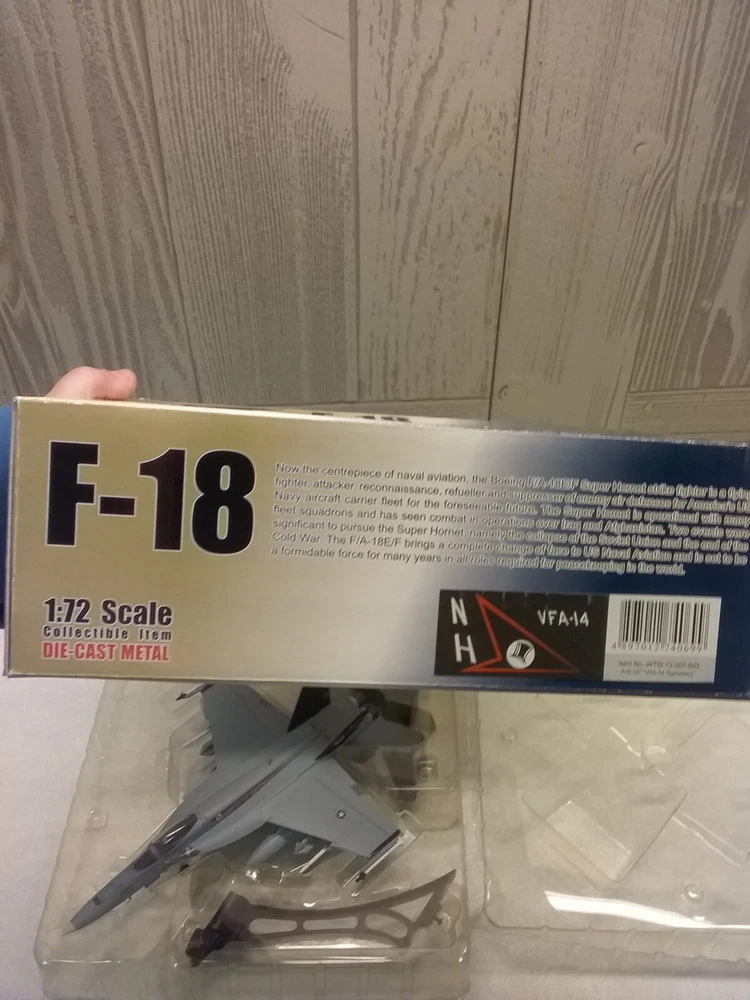 F-18
Now the centrepiece of naval aviation, the Boeing F/A-18E/F Super Hornet strike fighter is a
fighter, attacker, reconnaissance, refueller and suppressor of enemy air defenses for America's
Navy aircraft carrier fleet for the foreseeable future. The Super Hornet is operational with
fleet squadrons and has seen combat in operations over Iraq and Afghanistan. Two events were
significant to pursue the Super Hornet, namely the collapse of the Soviet Union and the end of the
Cold War. The F/A-18E/F brings a complete change of face to US Naval Aviation and is set to be
a formidable force for many years in all roles required for peacekeeping in the world.
1:72 Scale
Collectible Item
DIE-CAST METAL
N
H
VFA-14
4 897012 740699